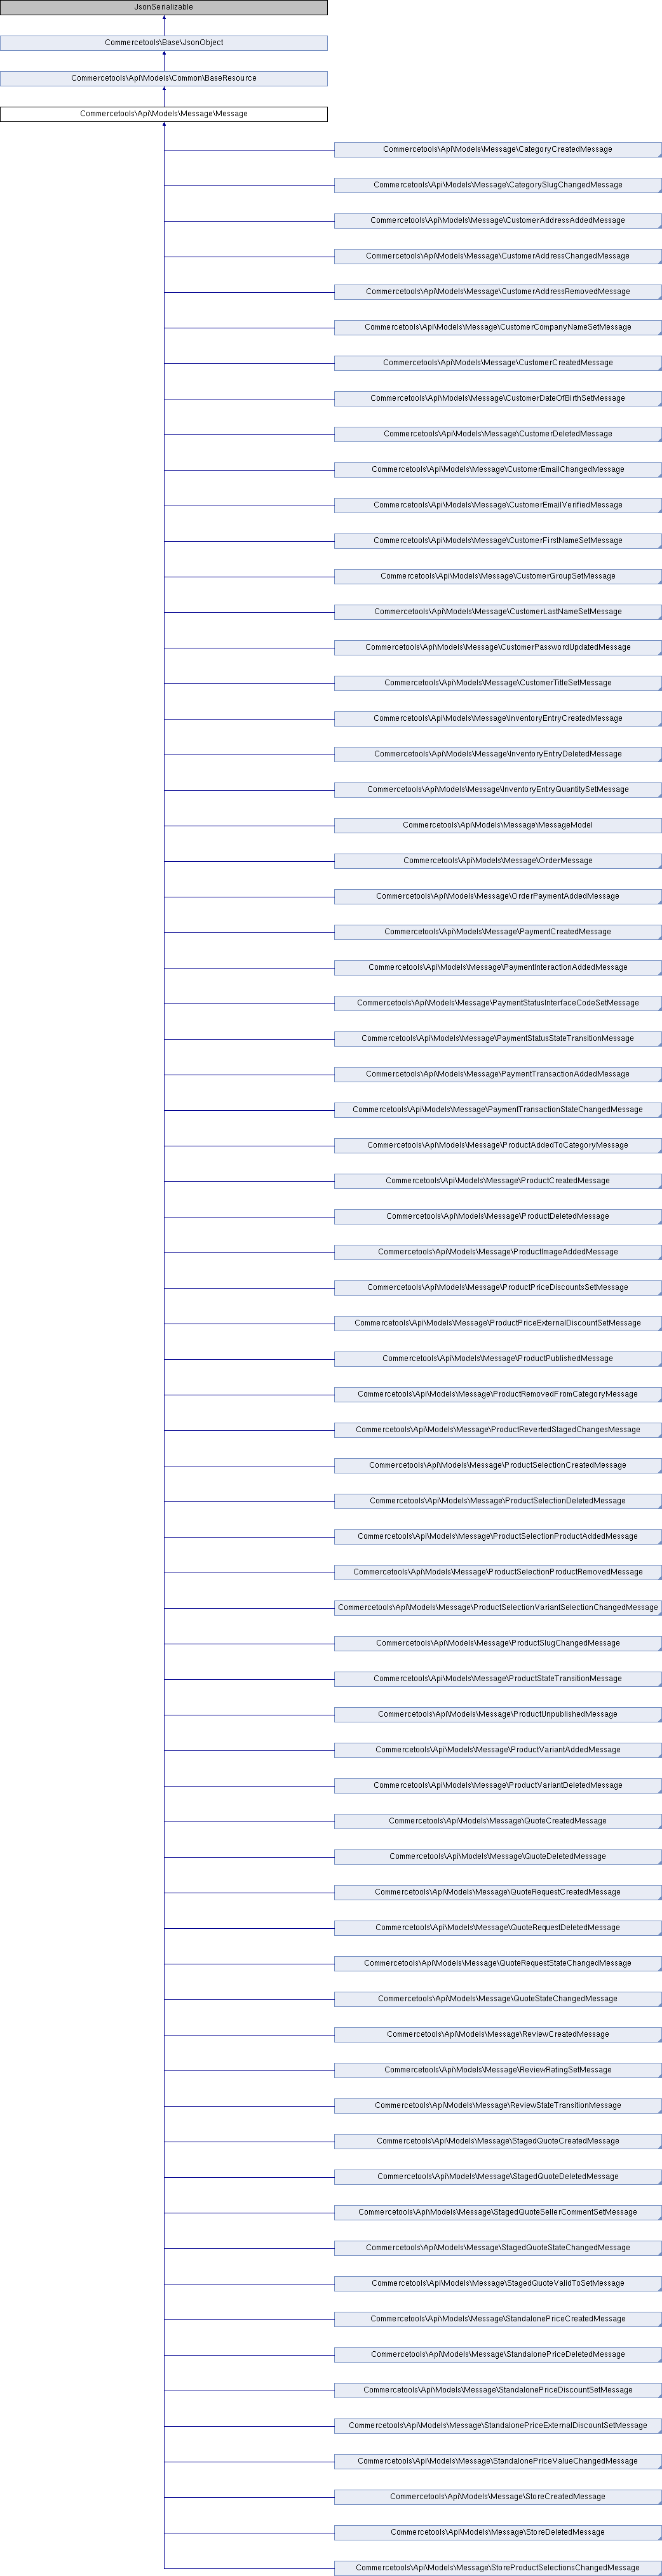 JsonSerializable
Commercetools\Base\JsonObject
Commercetools\Api\Models\Common\BaseResource
Commercetools\Api\Models\Message\Message
Commercetools\Api\Models\Message\CategoryCreatedMessage
Commercetools\Api\Models\Message\CategorySlugChangedMessage
Commercetools\Api\Models\Message\CustomerAddressAddedMessage
Commercetools\Api\Models\Message\CustomerAddressChangedMessage
Commercetools\Api\Models\Message\CustomerAddressRemovedMessage
Commercetools\Api\Models\Message\CustomerCompanyNameSetMessage
Commercetools\Api\Models\Message\CustomerCreatedMessage
Commercetools\Api\Models\Message\CustomerDateOfBirthSetMessage
Commercetools\Api\Models\Message\CustomerDeletedMessage
Commercetools\Api\Models\Message\CustomerEmailChangedMessage
Commercetools\Api\Models\Message\CustomerEmailVerifiedMessage
Commercetools\Api\Models\Message\CustomerFirstNameSetMessage
Commercetools\Api\Models\Message\CustomerGroupSetMessage
Commercetools\Api\Models\Message\CustomerLastNameSetMessage
Commercetools\Api\Models\Message\CustomerPasswordUpdatedMessage
Commercetools\Api\Models\Message\CustomerTitleSetMessage
Commercetools\Api\Models\Message\InventoryEntryCreatedMessage
Commercetools\Api\Models\Message\InventoryEntryDeletedMessage
Commercetools\Api\Models\Message\InventoryEntryQuantitySetMessage
Commercetools\Api\Models\Message\MessageModel
Commercetools\Api\Models\Message\OrderMessage
Commercetools\Api\Models\Message\OrderPaymentAddedMessage
Commercetools\Api\Models\Message\PaymentCreatedMessage
Commercetools\Api\Models\Message\PaymentInteractionAddedMessage
Commercetools\Api\Models\Message\PaymentStatusInterfaceCodeSetMessage
Commercetools\Api\Models\Message\PaymentStatusStateTransitionMessage
Commercetools\Api\Models\Message\PaymentTransactionAddedMessage
Commercetools\Api\Models\Message\PaymentTransactionStateChangedMessage
Commercetools\Api\Models\Message\ProductAddedToCategoryMessage
Commercetools\Api\Models\Message\ProductCreatedMessage
Commercetools\Api\Models\Message\ProductDeletedMessage
Commercetools\Api\Models\Message\ProductImageAddedMessage
Commercetools\Api\Models\Message\ProductPriceDiscountsSetMessage
Commercetools\Api\Models\Message\ProductPriceExternalDiscountSetMessage
Commercetools\Api\Models\Message\ProductPublishedMessage
Commercetools\Api\Models\Message\ProductRemovedFromCategoryMessage
Commercetools\Api\Models\Message\ProductRevertedStagedChangesMessage
Commercetools\Api\Models\Message\ProductSelectionCreatedMessage
Commercetools\Api\Models\Message\ProductSelectionDeletedMessage
Commercetools\Api\Models\Message\ProductSelectionProductAddedMessage
Commercetools\Api\Models\Message\ProductSelectionProductRemovedMessage
Commercetools\Api\Models\Message\ProductSelectionVariantSelectionChangedMessage
Commercetools\Api\Models\Message\ProductSlugChangedMessage
Commercetools\Api\Models\Message\ProductStateTransitionMessage
Commercetools\Api\Models\Message\ProductUnpublishedMessage
Commercetools\Api\Models\Message\ProductVariantAddedMessage
Commercetools\Api\Models\Message\ProductVariantDeletedMessage
Commercetools\Api\Models\Message\QuoteCreatedMessage
Commercetools\Api\Models\Message\QuoteDeletedMessage
Commercetools\Api\Models\Message\QuoteRequestCreatedMessage
Commercetools\Api\Models\Message\QuoteRequestDeletedMessage
Commercetools\Api\Models\Message\QuoteRequestStateChangedMessage
Commercetools\Api\Models\Message\QuoteStateChangedMessage
Commercetools\Api\Models\Message\ReviewCreatedMessage
Commercetools\Api\Models\Message\ReviewRatingSetMessage
Commercetools\Api\Models\Message\ReviewStateTransitionMessage
Commercetools\Api\Models\Message\StagedQuoteCreatedMessage
Commercetools\Api\Models\Message\StagedQuoteDeletedMessage
Commercetools\Api\Models\Message\StagedQuoteSellerCommentSetMessage
Commercetools\Api\Models\Message\StagedQuoteStateChangedMessage
Commercetools\Api\Models\Message\StagedQuoteValidToSetMessage
Commercetools\Api\Models\Message\StandalonePriceCreatedMessage
Commercetools\Api\Models\Message\StandalonePriceDeletedMessage
Commercetools\Api\Models\Message\StandalonePriceDiscountSetMessage
Commercetools\Api\Models\Message\StandalonePriceExternalDiscountSetMessage
Commercetools\Api\Models\Message\StandalonePriceValueChangedMessage
Commercetools\Api\Models\Message\StoreCreatedMessage
Commercetools\Api\Models\Message\StoreDeletedMessage
Commercetools\Api\Models\Message\StoreProductSelectionsChangedMessage